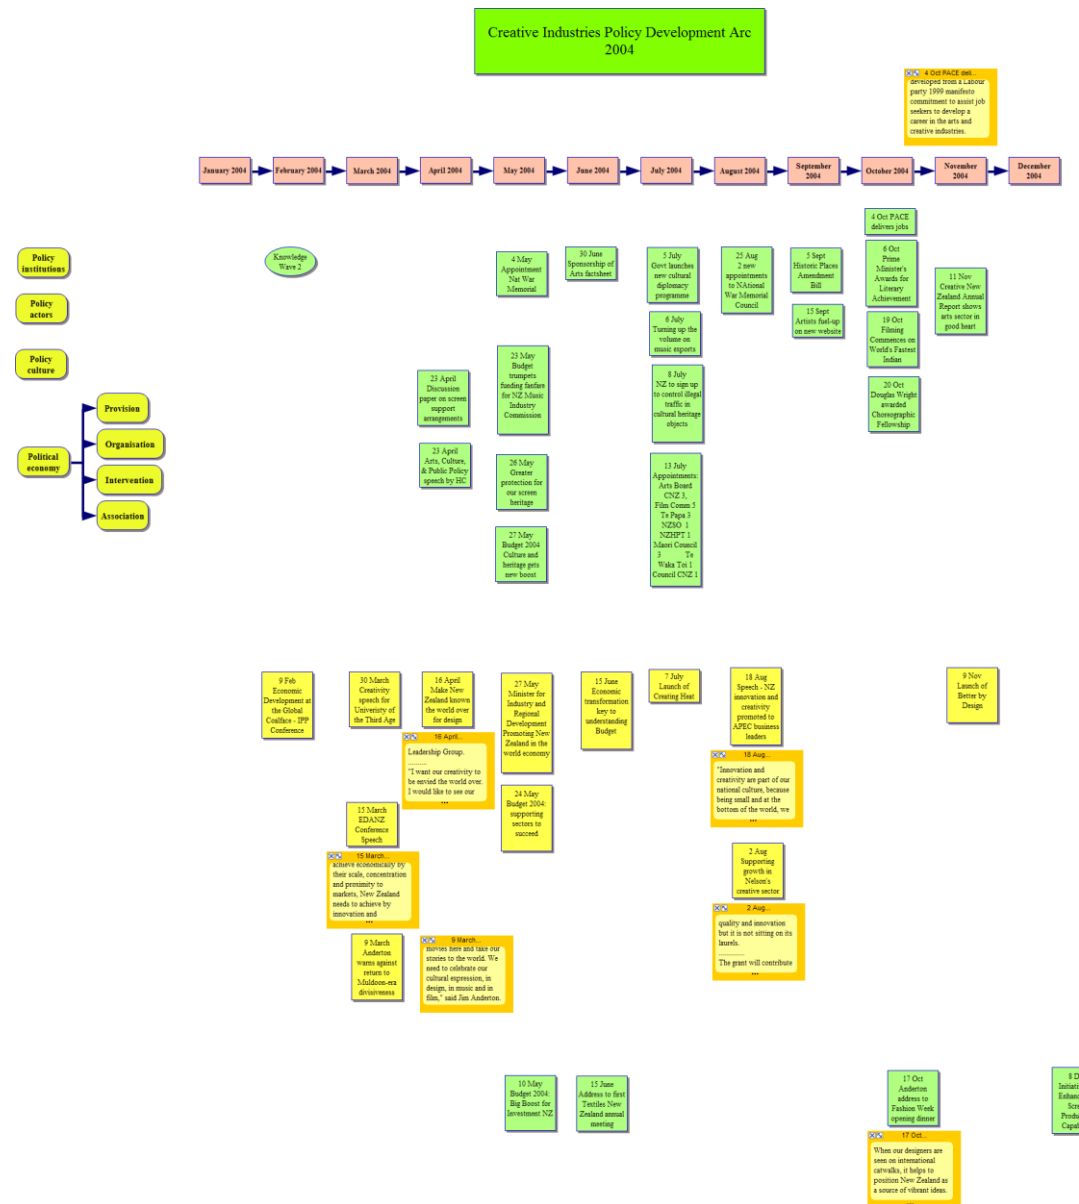 Creative Industries Policy Development Arc
2004
4 Oct PACE deli...
developed from a Labour
party 1999 manifesto
commitment to assist job
seekers to develop a
career in the arts and
creative industries.
January 2004
February 2004
March 2004
April 2004
May 2004
June 2004
July 2004
August 2004
September
2004
October 2004
November
2004
December
2004
Policy
institutions
Policy
actors
Policy
culture
Political
economy
Provision
Organisation
Intervention
Association
Knowledge
Wave 2
23 April
Discussion
paper on screen
support
arrangements
23 April
Arts, Culture,
& Public Policy
speech by HC
4 May
Appointment
Nat War
Memorial
23 May
Budget
trumpets
funding fanfare
for NZ Music
Industry
Commission
26 May
Greater
protection for
our screen
heritage
27 May
Budget 2004
Culture and
heritage gets
new boost
30 June
Sponsorship of
Arts factsheet
5 July
Govt launches
new cultural
diplomacy
programme
6 July
Turning up the
volume on
music exports
8 July
NZ to sign up
to control illegal
traffic in
cultural heritage
objects
13 July
Appointments:
Arts Board
CNZ 3,
Film Comm 5
Te Papa 3
NZSO 1
NZHPT 1
Maori Council
3 Te
Waka Toi 1
Council CNZ 1
25 Aug
2 new
appointments
to NAtional
War Memorial
Council
5 Sept
Historic Places
Amendment
Bill
15 Sept
Artists fuel-up
on new website
4 Oct PACE
delivers jobs
6 Oct
Prime
Minister's
Awards for
Literary
Achievement
19 Oct
Filming
Commences on
World's Fastest
Indian
20 Oct
Douglas Wright
awarded
Choreographic
Fellowship
11 Nov
Creative New
Zealand Annual
Report shows
arts sector in
good heart
9 Feb
Economic
Development at
the Global
Coalface - IPP
Conference
30 March
Creativity
speech for
Univeristy of
the Third Age
16 April
Make New
Zealand known
the world over
for design
16 April...
Leadership Group.
..........
"I want our creativity to
be envied the world over.
I would like to see our
...
15 March
EDANZ
Conference
Speech
15 March...
achieve economically by
their scale, concentration
and proximity to
markets, New Zealand
needs to achieve by
innovation and
...
9 March
Anderton
warns against
return to
Muldoon-era
divisiveness
9 March...
movies here and take our
stories to the world. We
need to celebrate our
cultural expression, in
design, in music and in
film," said Jim Anderton.
27 May
Minister for
Industry and
Regional
Development
Promoting New
Zealand in the
world economy
24 May
Budget 2004:
supporting
sectors to
succeed
15 June
Economic
transformation
key to
understanding
Budget
7 July
Launch of
Creating Heat
18 Aug
Speech - NZ
innovation and
creativity
promoted to
APEC business
leaders
18 Aug...
"Innovation and
creativity are part of our
national culture, because
being small and at the
bottom of the world, we
...
2 Aug
Supporting
growth in
Nelson's
creative sector
2 Aug...
quality and innovation
but it is not sitting on its
laurels.
..............
The grant will contribute
...
9 Nov
Launch of
Better by
Design
10 May
Budget 2004:
Big Boost for
Investment NZ
15 June
Address to first
Textiles New
Zealand annual
meeting
17 Oct
Anderton
address to
Fashion Week
opening dinner
17 Oct...
When our designers are
seen on international
catwalks, it helps to
position New Zealand as
a source of vibrant ideas.
...
8 D
Initiati
Enhanc
Scre
Produ
Capab